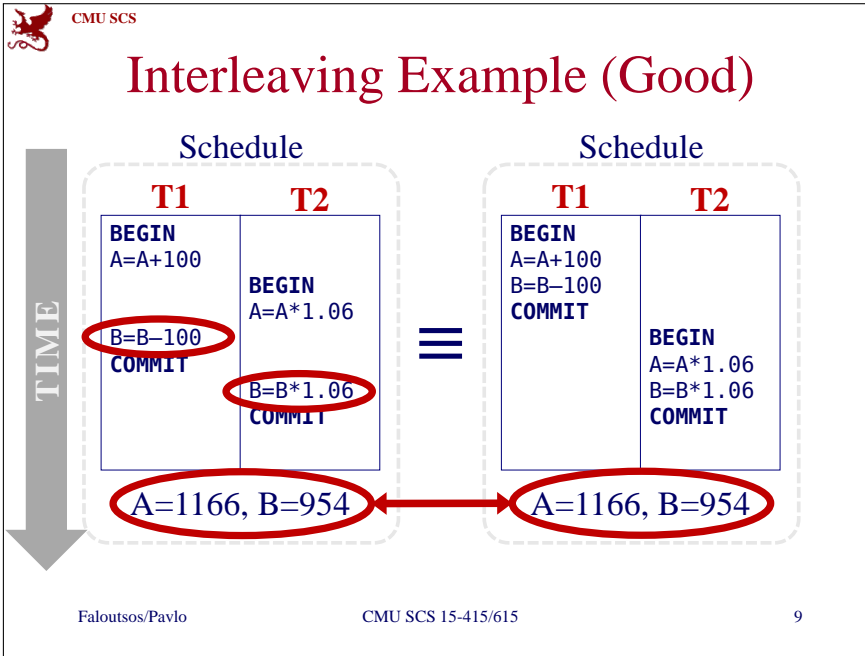 CMU SCS
Interleaving Example (Good)
Schedule
T1
T2
BEGIN
A=A+100
BEGIN
A=A*1.06
B=B–100
COMMIT
B=B*1.06
COMMIT
A=1166, B=954
TIME
≡
Schedule
T1
T2
BEGIN
A=A+100
B=B–100
COMMIT
BEGIN
A=A*1.06
B=B*1.06
COMMIT
A=1166, B=954
Faloutsos/Pavlo
CMU SCS 15-415/615
9